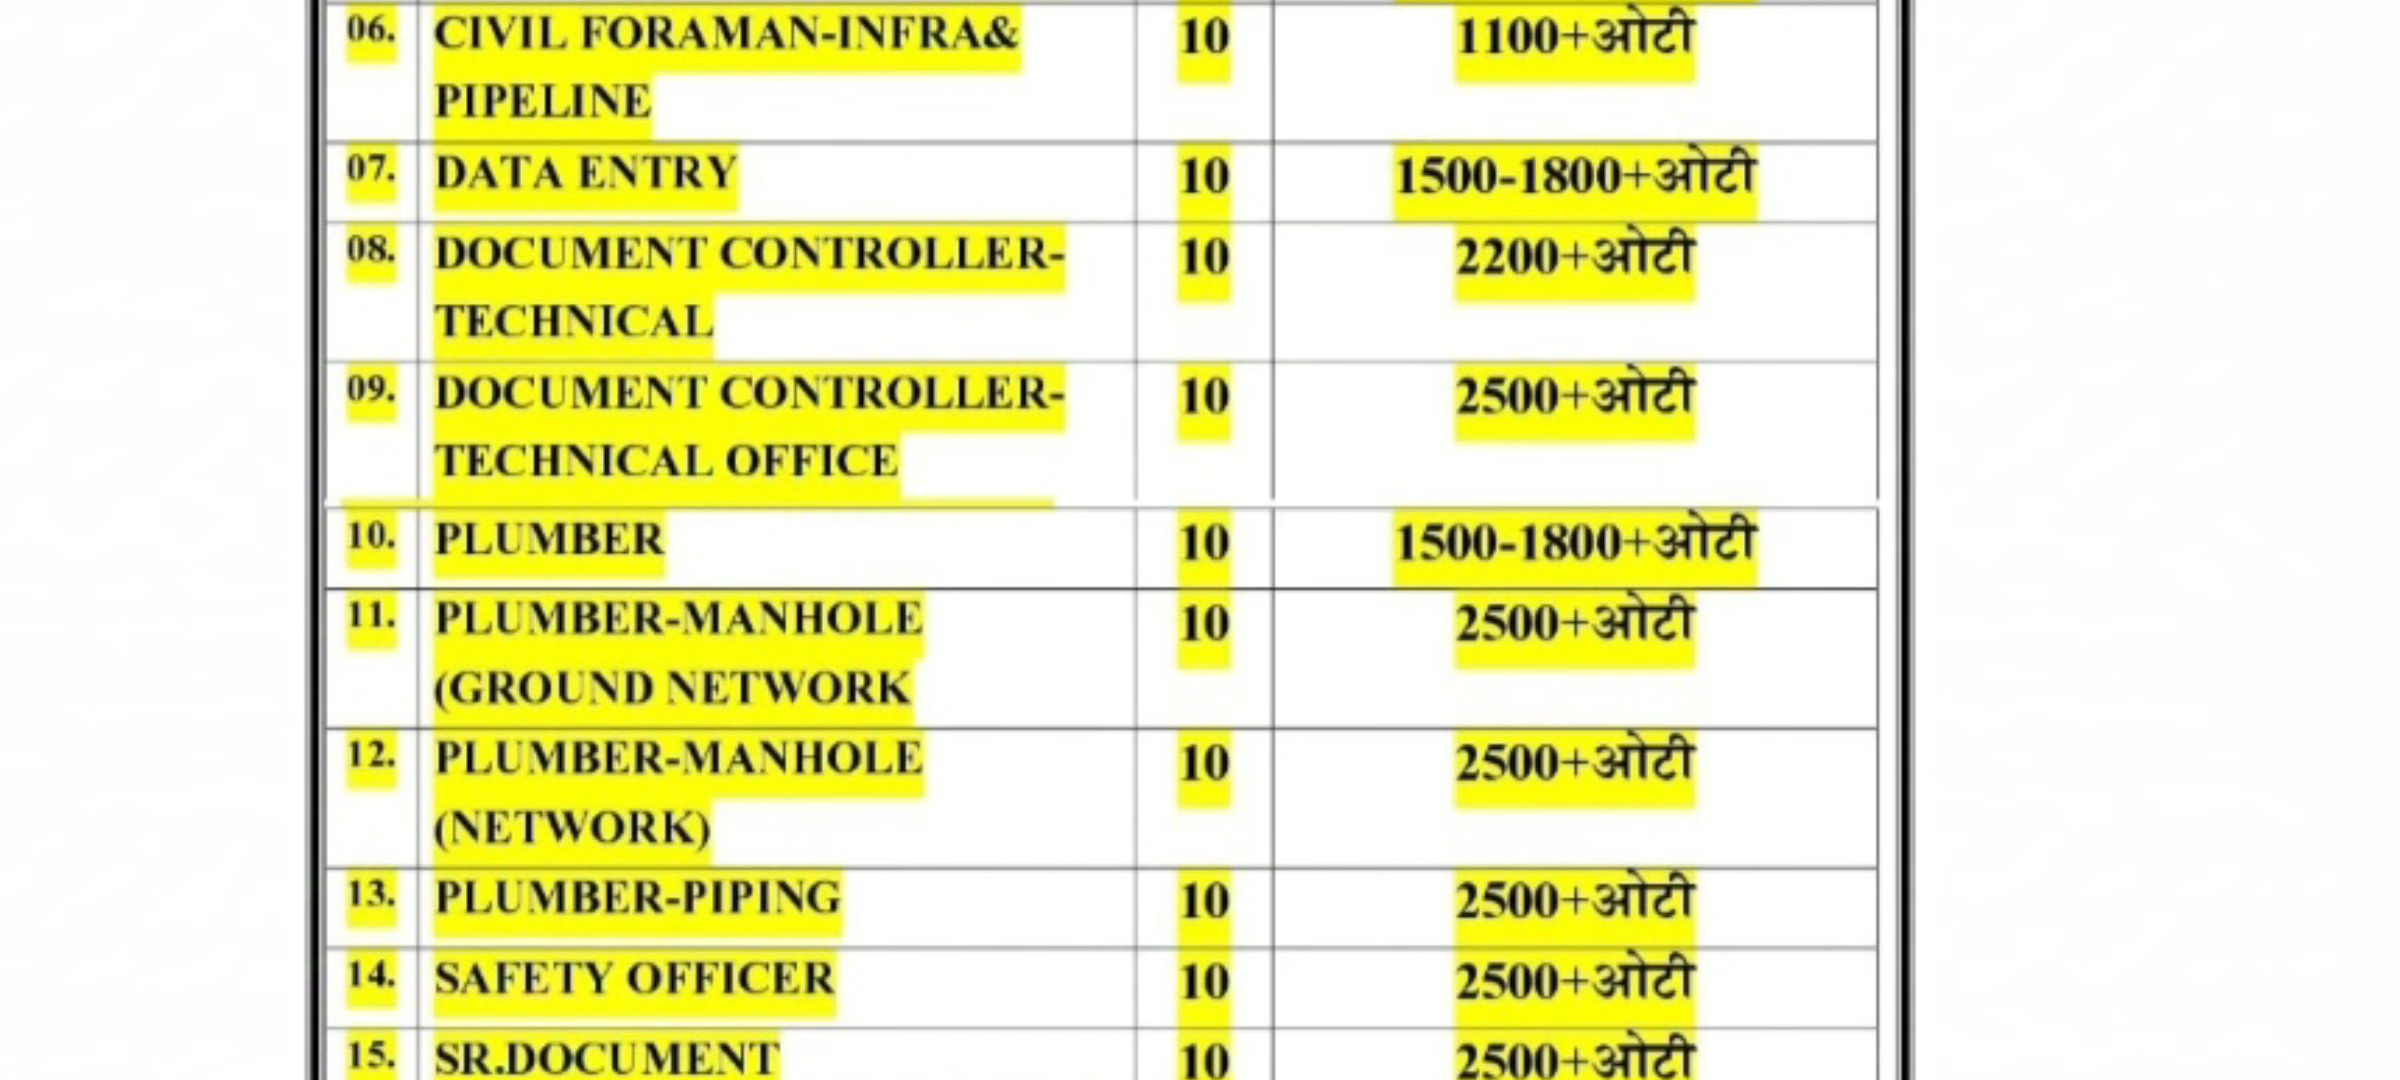 06. CIVIL FORAMAN-INFRA& 10 1100+ओटी
PIPELINE
07. DATA ENTRY 10 1500-1800+ओटी
08. DOCUMENT CONTROLLER- 10 2200+ओटी
TECHNICAL
09. DOCUMENT CONTROLLER- 10 2500+ओटी
TECHNICAL OFFICE
10. PLUMBER 10 1500-1800+ओटी
11. PLUMBER-MANHOLE 10 2500+ओटी
(GROUND NETWORK
12. PLUMBER-MANHOLE 10 2500+ओटी
(NETWORK)
13. PLUMBER-PIPING 10 2500+ओटी
14. SAFETY OFFICER 10 2500+ओटी
15. SR.DOCUMENT 10 2500+ओटी